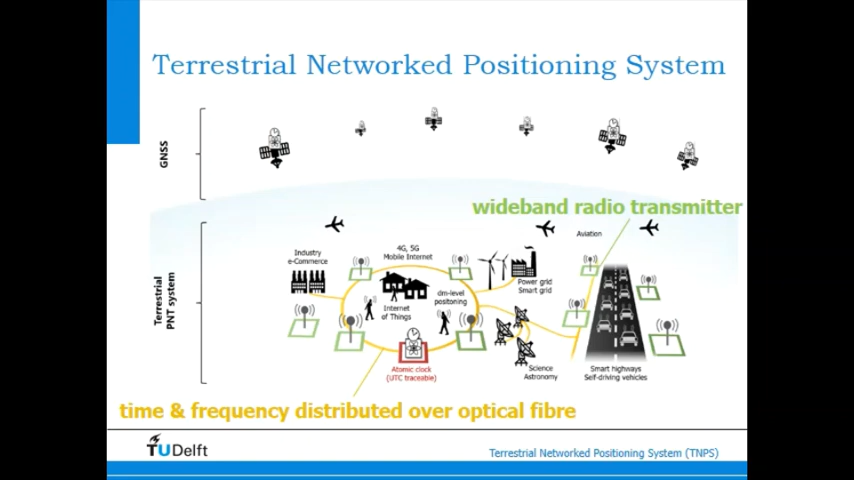 Terrestrial Networked Positioning System
GNSS
wideband radio transmitter
Terrestrial
PNT system
Industry
e-Commerce
4G, 5G
Mobile Internet
Aviation
Power grid
Smart grid
dm-level
positioning
Internet
of Things
Atomic clock
(UTC traceable)
Science
Astronomy
Smart highways
Self-driving vehicles
time & frequency distributed over optical fibre
TU Delft
Terrestrial Networked Positioning System (TNPS)